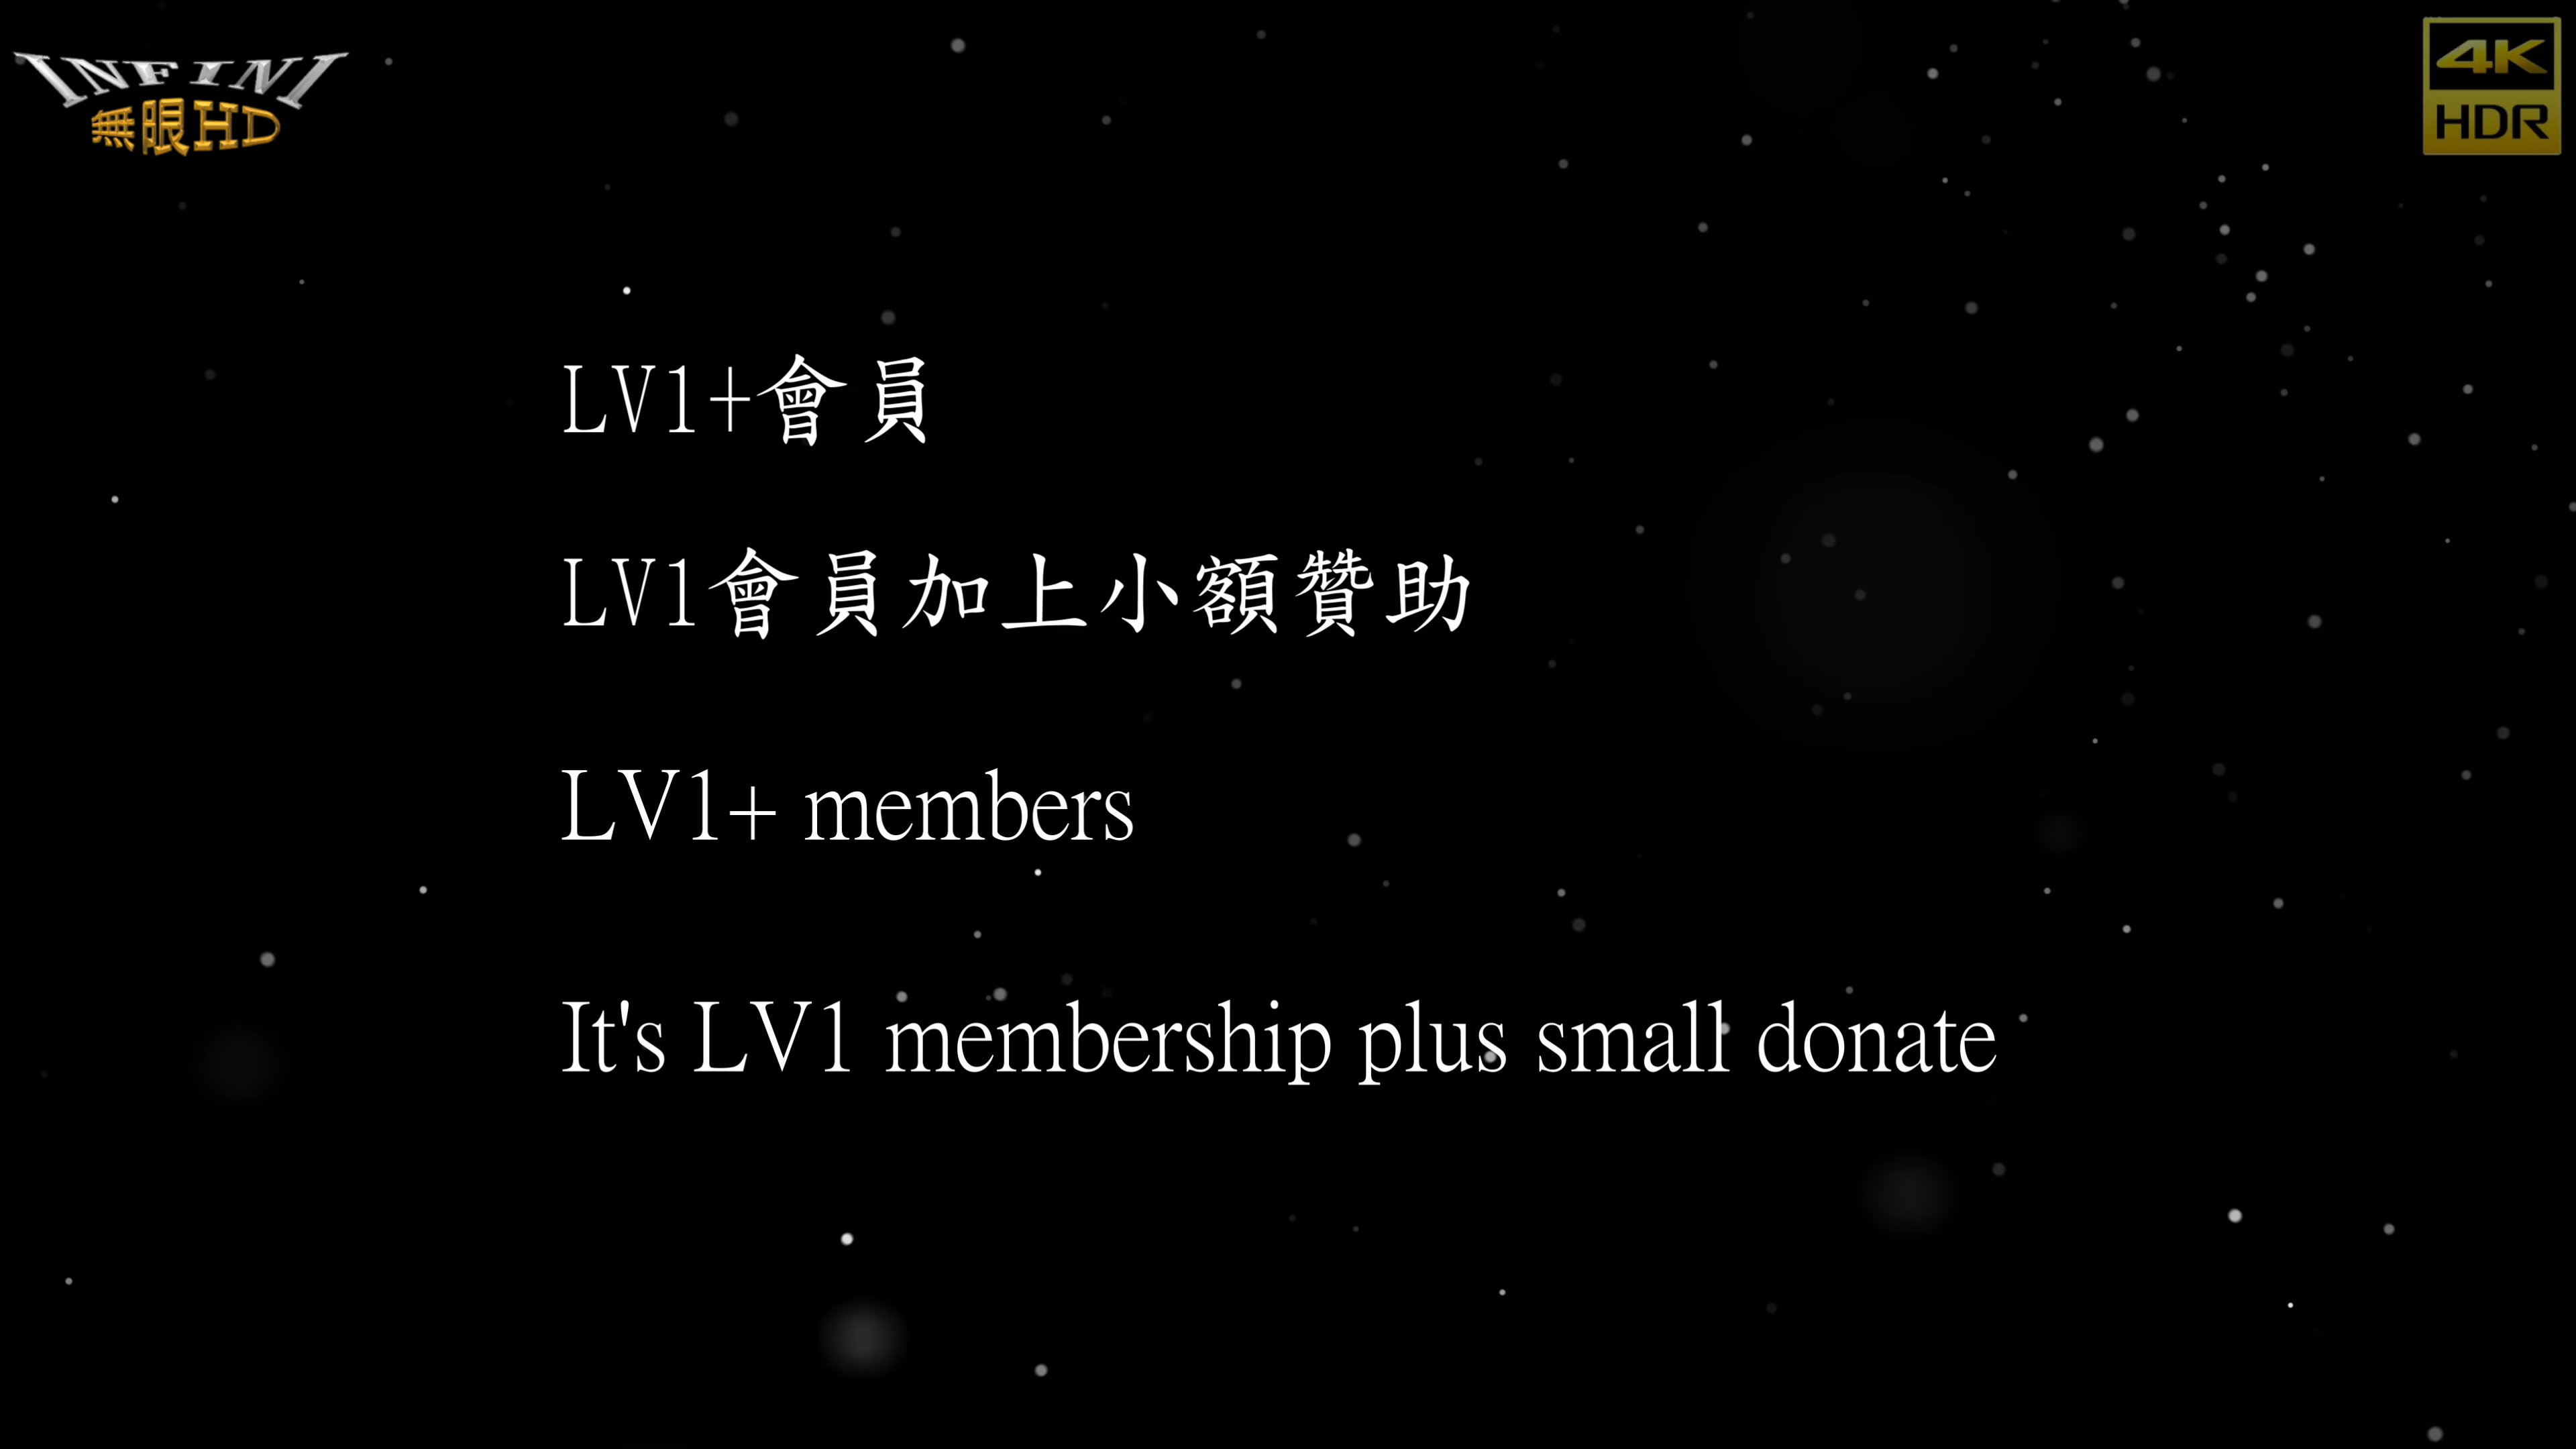 INFINI
無限HD
4K
HDR
LV1+會員
LV1會員加上小額贊助
LV1+ members
It's LV1 membership plus small donate